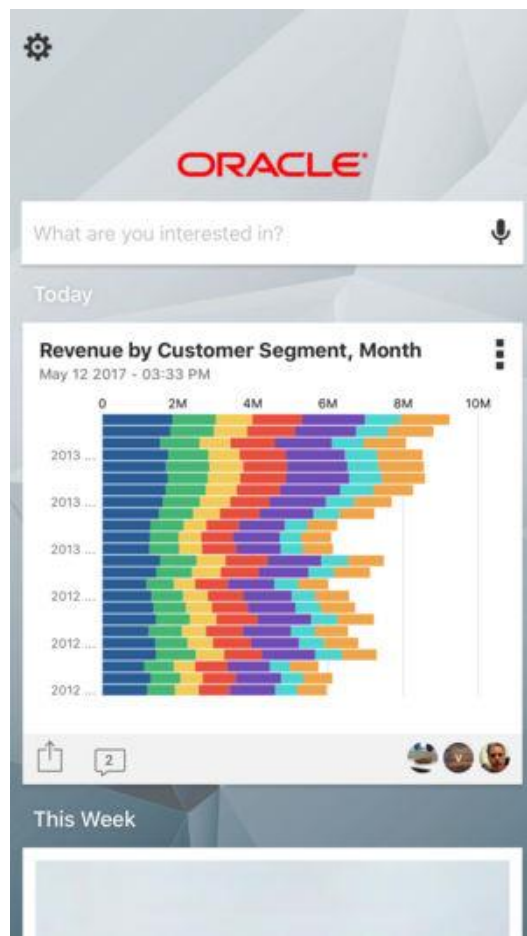 ORACLE
What are you interested in?
Today
Revenue by Customer Segment, Month
May 12 2017 - 03:33 PM
0 2M 4M 6M 8M 10M
2013 ...
2013 ...
2013 ...
2012 ...
2012 ...
2012 ...
2 V
This Week